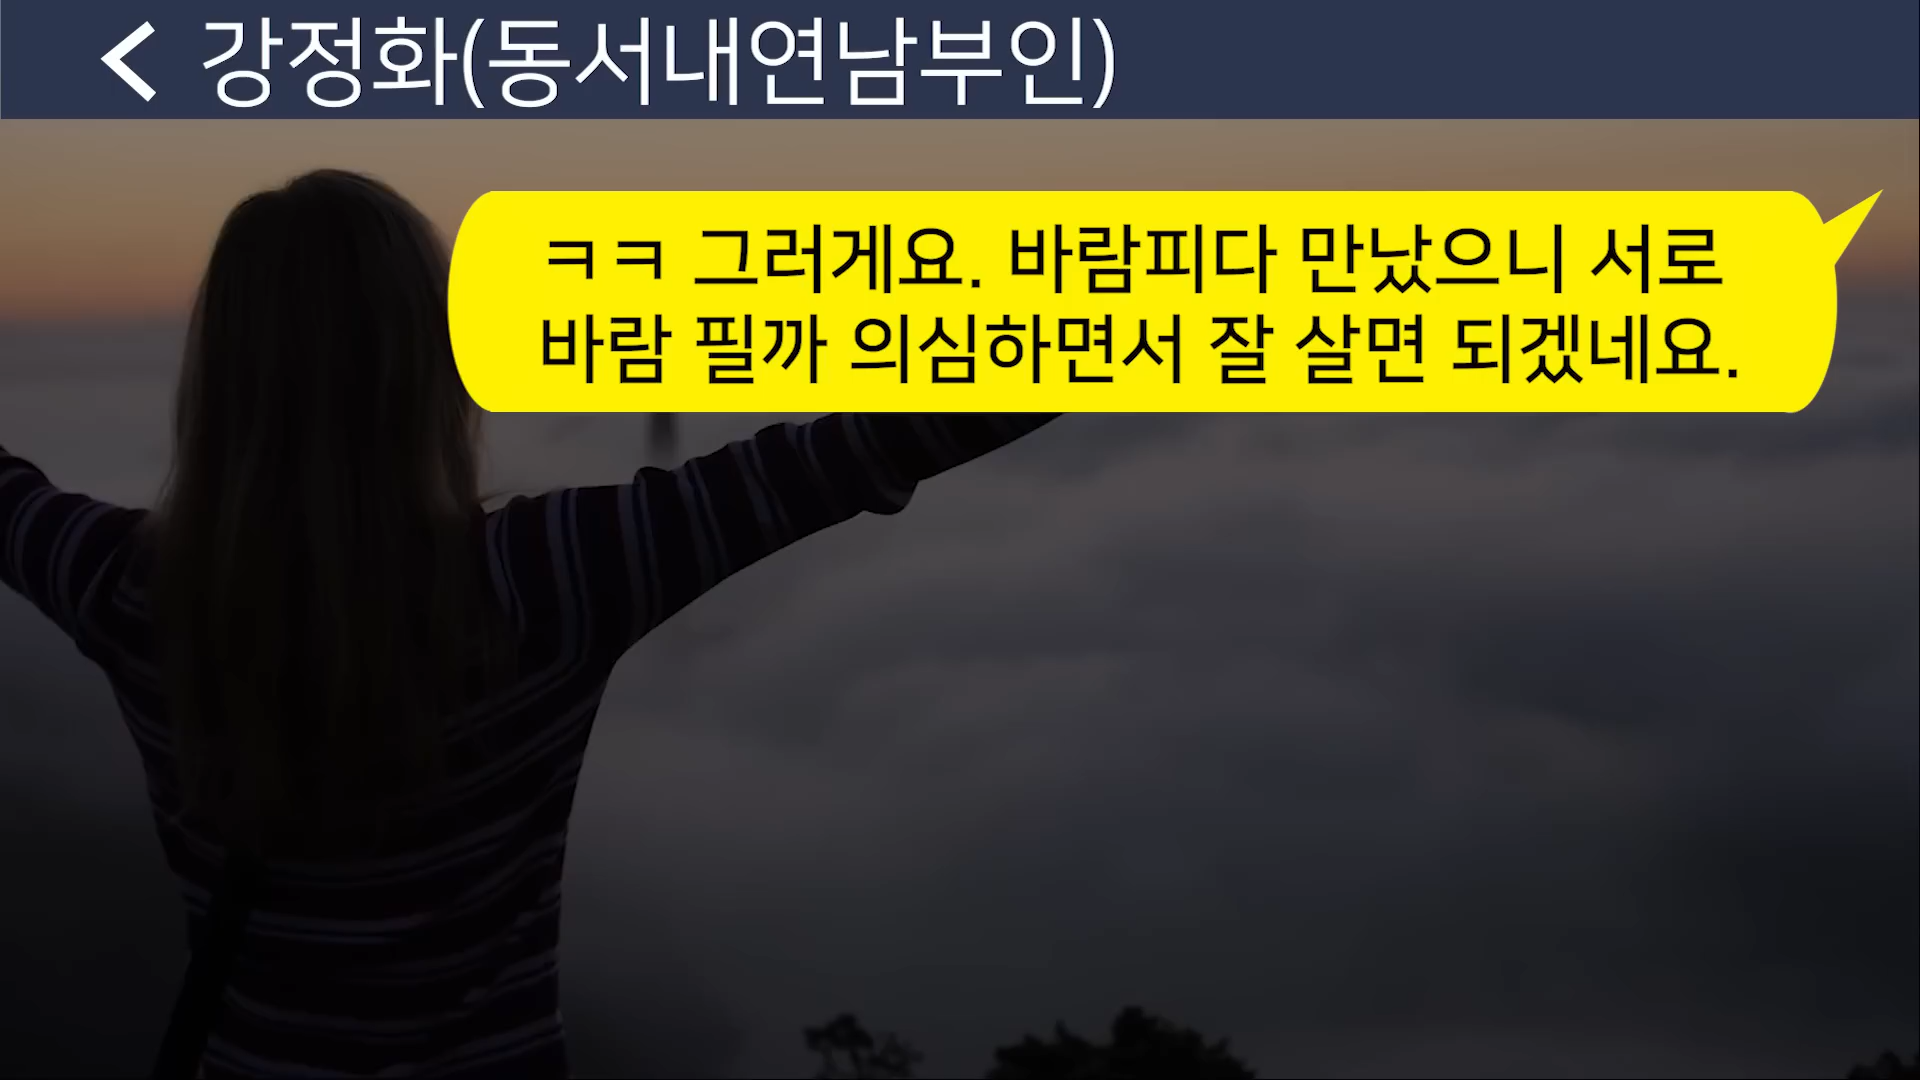 강정화(동서내연남부인)
ㅋㅋ 그러게요. 바람피다 만났으니 서로
바람 필까 의심하면서 잘 살면 되겠네요.